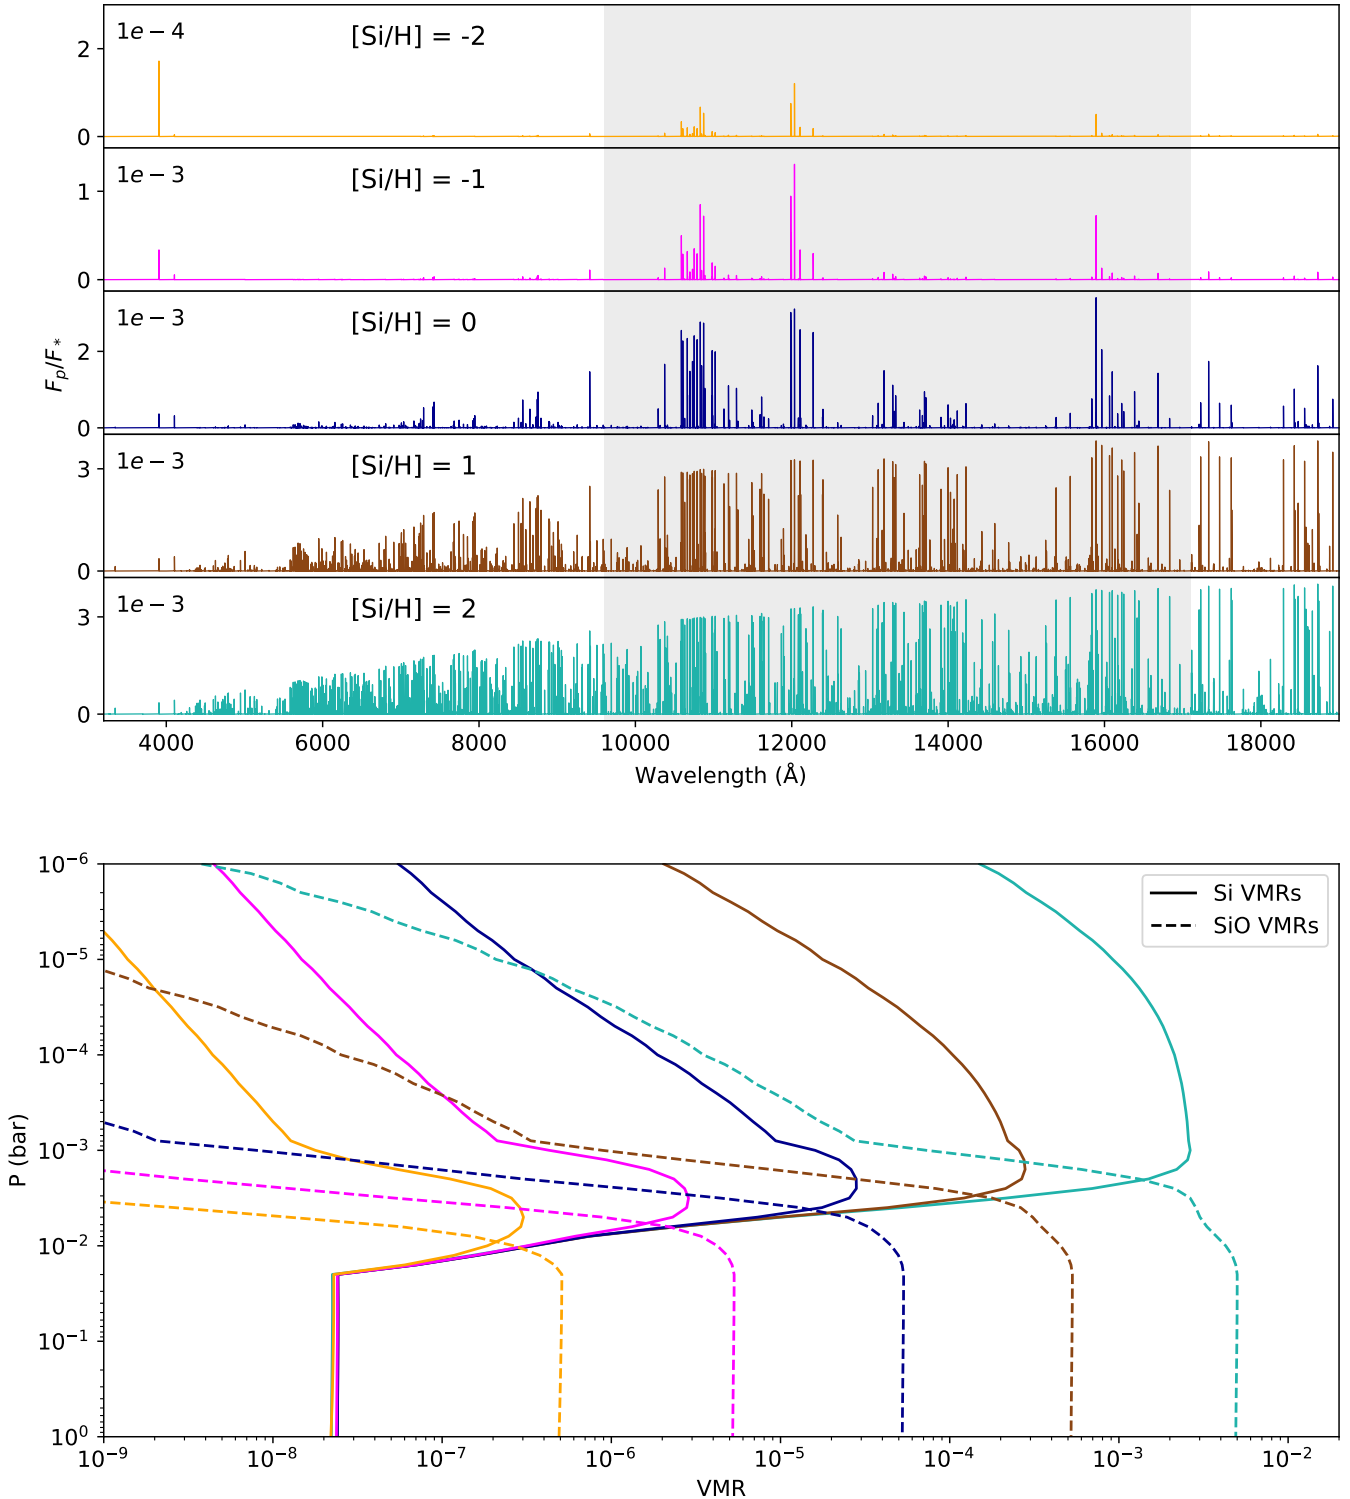 1e−4
[Si/H] = -2
2
0
1e−3
[Si/H] = -1
1
0
1e−3
[Si/H] = 0
2
0
F_p/F_*
1e−3
[Si/H] = 1
3
0
1e−3
[Si/H] = 2
3
0
4000 6000 8000 10000 12000 14000 16000 18000
Wavelength (Å)
10^−6
10^−5
10^−4
10^−3
10^−2
10^−1
10^0
P (bar)
Si VMRs
SiO VMRs
10^−9 10^−8 10^−7 10^−6 10^−5 10^−4 10^−3 10^−2
VMR